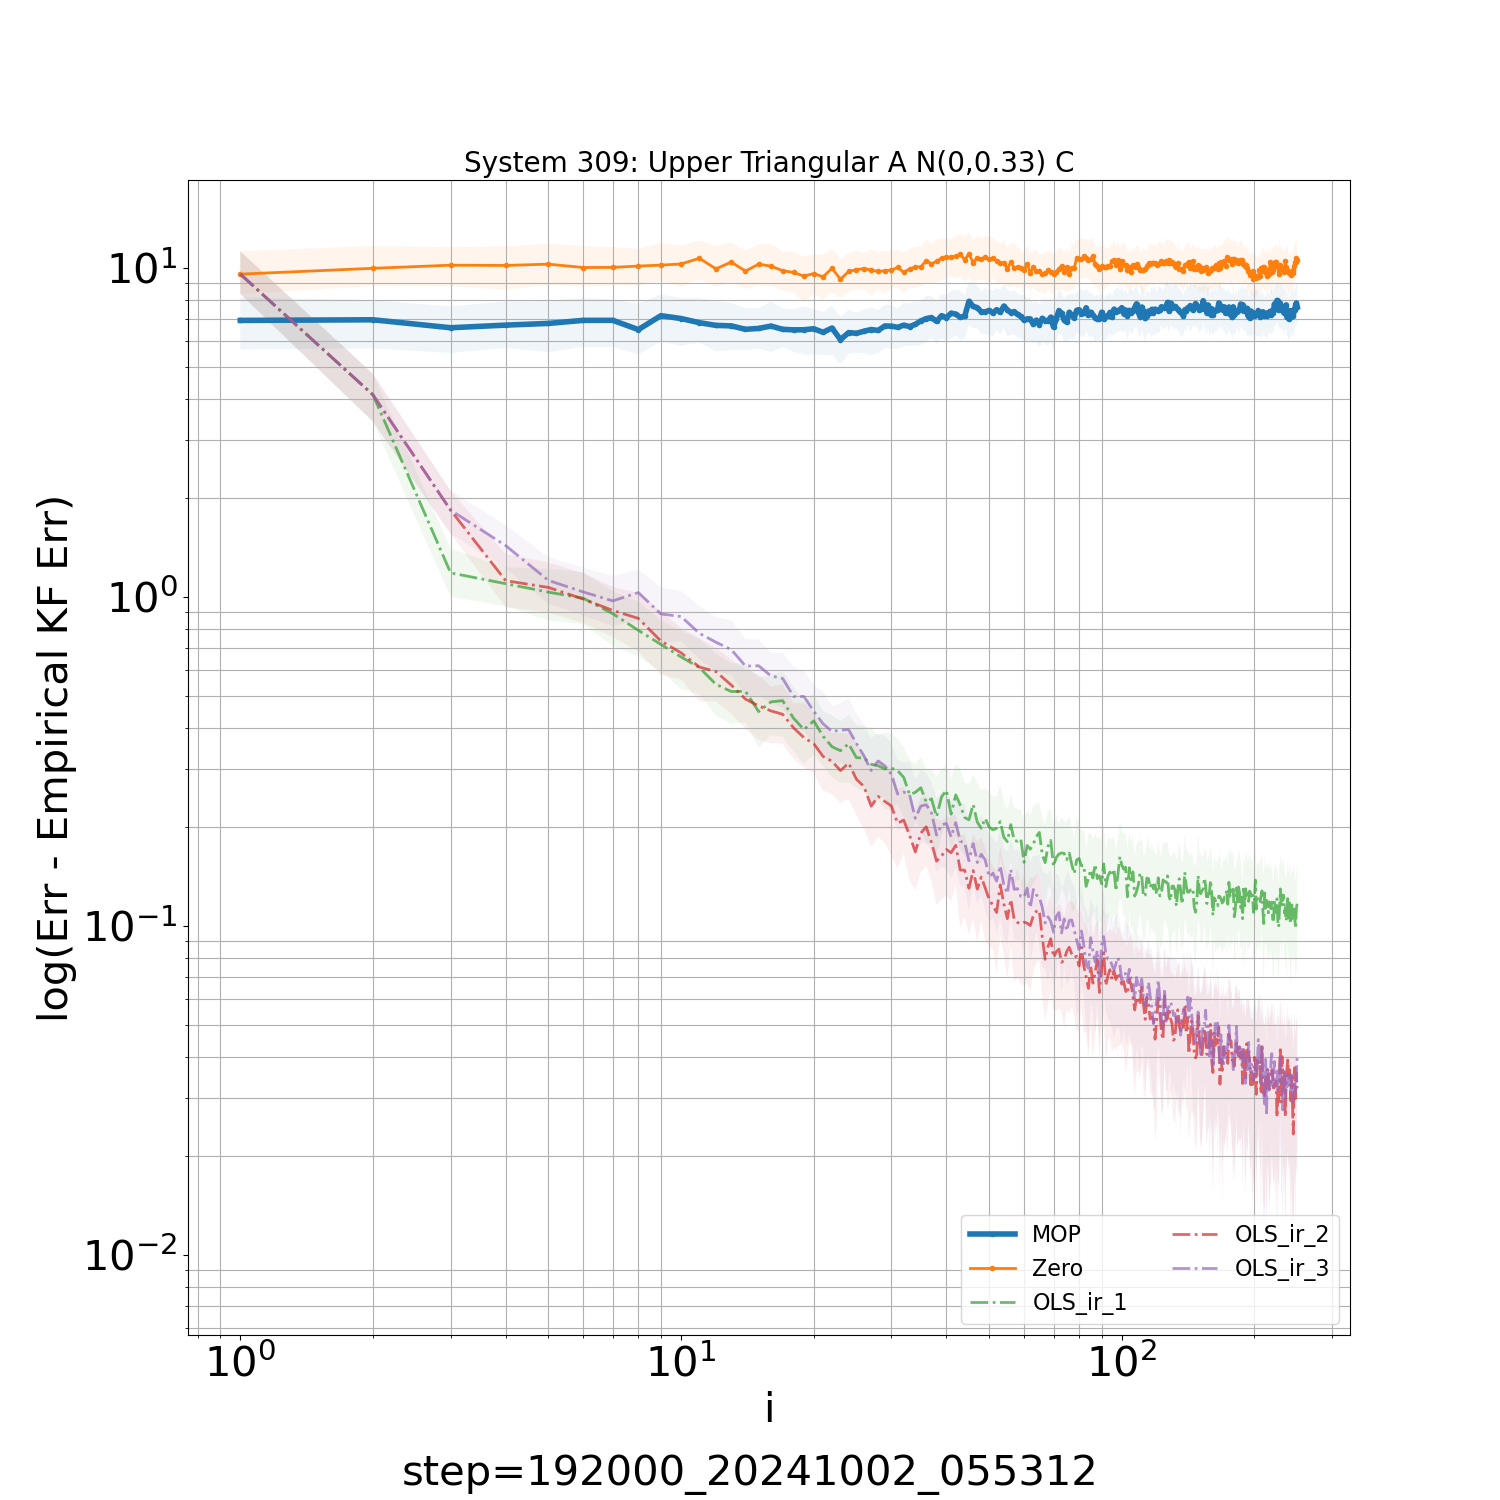 System 309: Upper Triangular A N(0,0.33) C
log(Err - Empirical KF Err)
10¹
10⁰
10⁻¹
10⁻²
MOP
Zero
OLS_ir_1
OLS_ir_2
OLS_ir_3
10⁰ 10¹ 10²
i
step=192000_20241002_055312